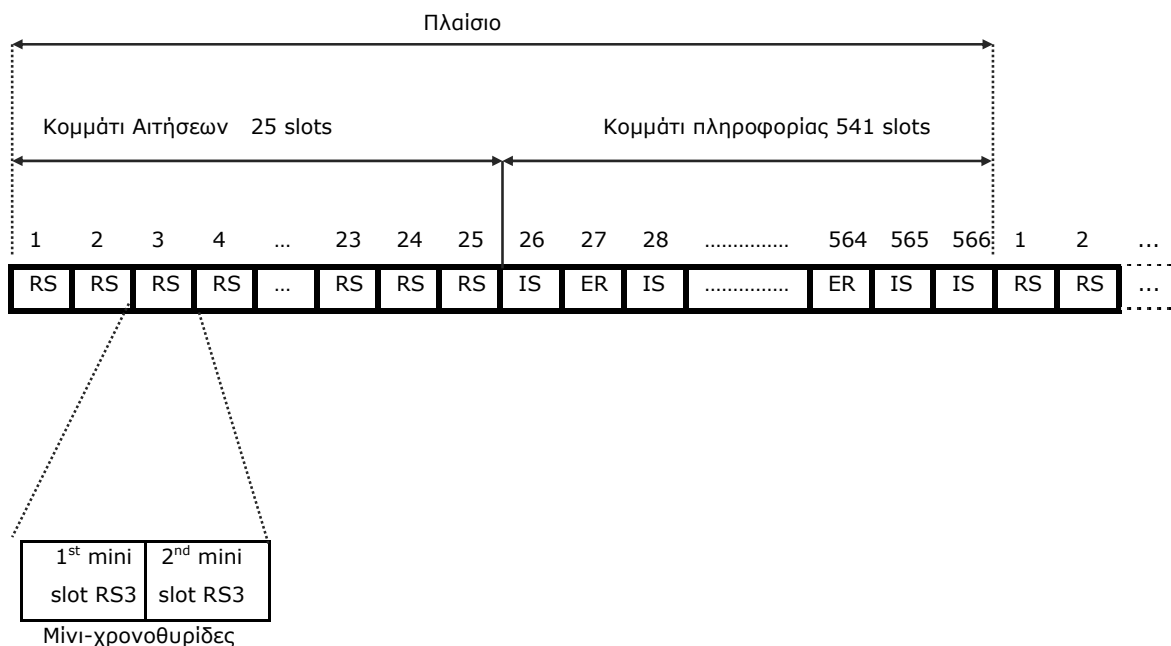 Πλαίσιο
Κομμάτι Αιτήσεων 25 slots Κομμάτι πληροφορίας 541 slots
1 2 3 4 ... 23 24 25 26 27 28 ............... 564 565 566 1 2 ...
RS RS RS RS ... RS RS RS IS ER IS ............... ER IS IS RS RS ...
1st mini 2nd mini
slot RS3 slot RS3
Μίνι-χρονοθυρίδες